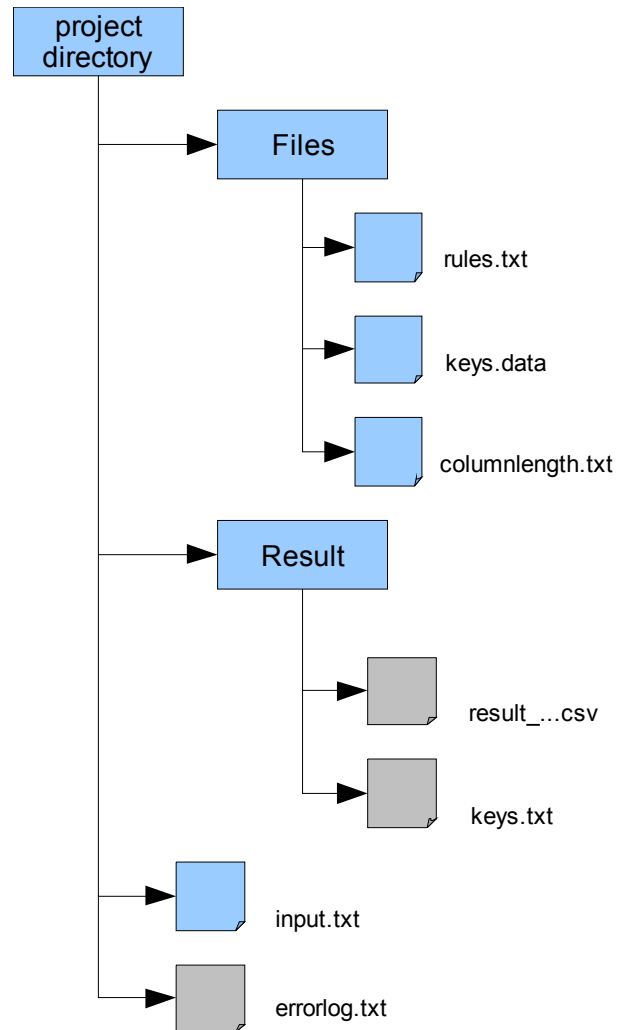 project
directory
Files
rules.txt
keys.data
columnlength.txt
Result
result_...csv
keys.txt
input.txt
errorlog.txt